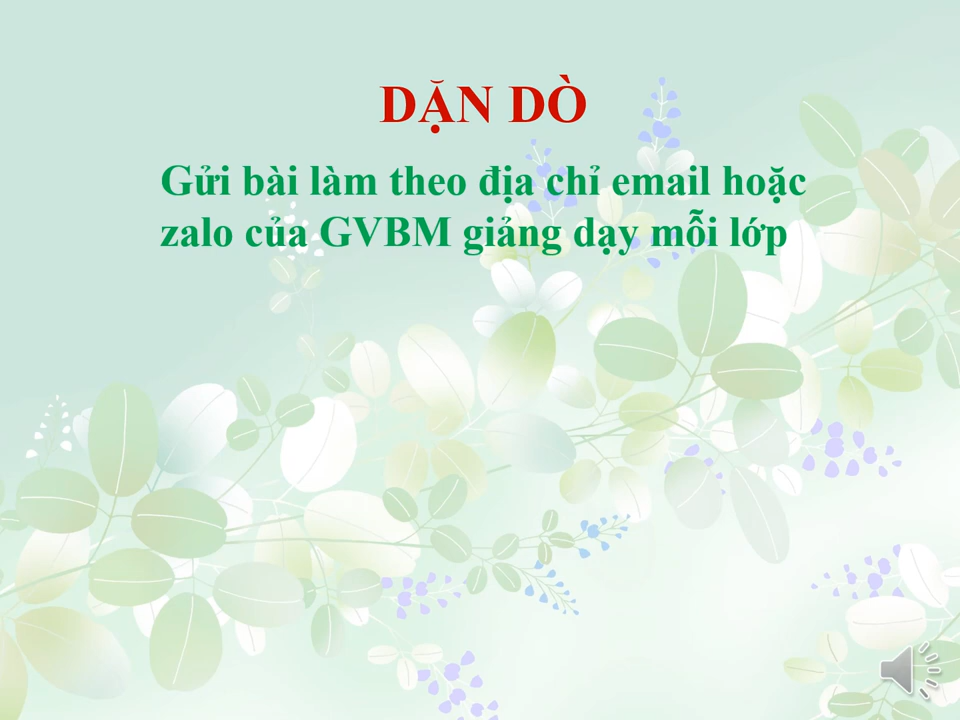 DẶN DÒ
Gửi bài làm theo địa chỉ email hoặc
zalo của GVBM giảng dạy mỗi lớp